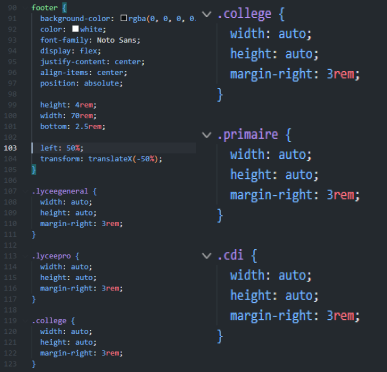 90 footer {
91 background-color: rgba(0, 0, 0, 0.
92 color: white;
93 font-family: Noto Sans;
94 display: flex;
95 justify-content: center;
96 align-items: center;
97 position: absolute;
98
99 height: 4rem;
100 width: 70rem;
101 bottom: 2.5rem;
102
103 left: 50%;
104 transform: translateX(-50%);
105 }
106
107 .lyceegeneral {
108 width: auto;
109 height: auto;
110 margin-right: 3rem;
111 }
112
113 .lyceepro {
114 width: auto;
115 height: auto;
116 margin-right: 3rem;
117 }
118
119 .college {
120 width: auto;
121 height: auto;
122 margin-right: 3rem;
123 }
.college {
width: auto;
height: auto;
margin-right: 3rem;
}
.primaire {
width: auto;
height: auto;
margin-right: 3rem;
}
.cdi {
width: auto;
height: auto;
margin-right: 3rem;
}